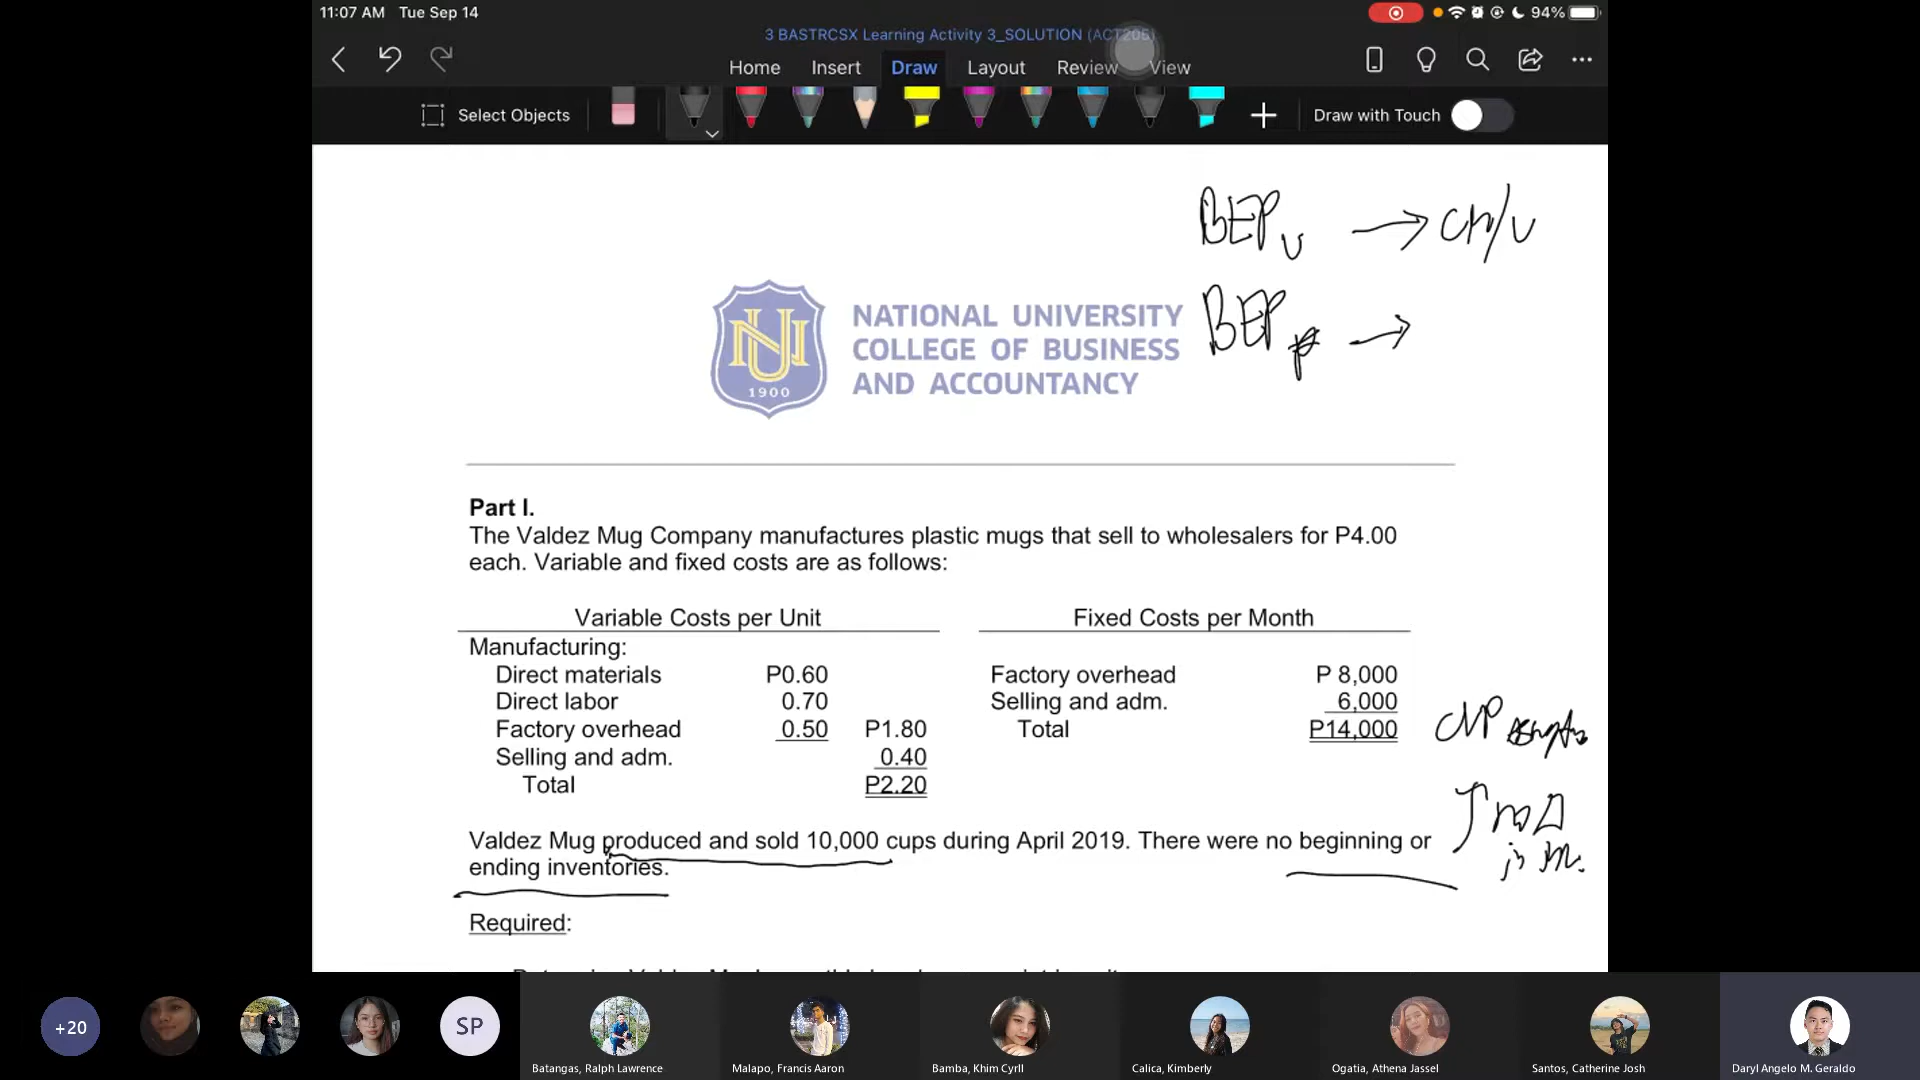 11:07 AM Tue Sep 14
94%
3 BASTRCSX Learning Activity 3_SOLUTION (ACT205)
Home Insert Draw Layout Review View
Select Objects
Draw with Touch
BEP U → CM/U
BEP ₱ →
NU
1900
NATIONAL UNIVERSITY
COLLEGE OF BUSINESS
AND ACCOUNTANCY
Part I.
The Valdez Mug Company manufactures plastic mugs that sell to wholesalers for P4.00
each. Variable and fixed costs are as follows:
Variable Costs per Unit Fixed Costs per Month
Manufacturing:
Direct materials P0.60 Factory overhead P 8,000
Direct labor 0.70 Selling and adm. 6,000
Factory overhead 0.50 P1.80 Total P14,000
Selling and adm. 0.40
Total P2.20
CVP
Valdez Mug produced and sold 10,000 cups during April 2019. There were no beginning or
ending inventories.
no Δ
in
Required:
+20
SP
Batangas, Ralph Lawrence
Malapo, Francis Aaron
Bamba, Khim Cyrll
Calica, Kimberly
Ogatia, Athena Jassel
Santos, Catherine Josh
Daryl Angelo M. Geraldo